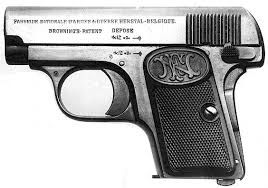 FABRIQUE NATIONALE D'ARMES de GUERRE HERSTAL-BELGIQUE.
BROWNING'S-PATENT DEPOSE
FN